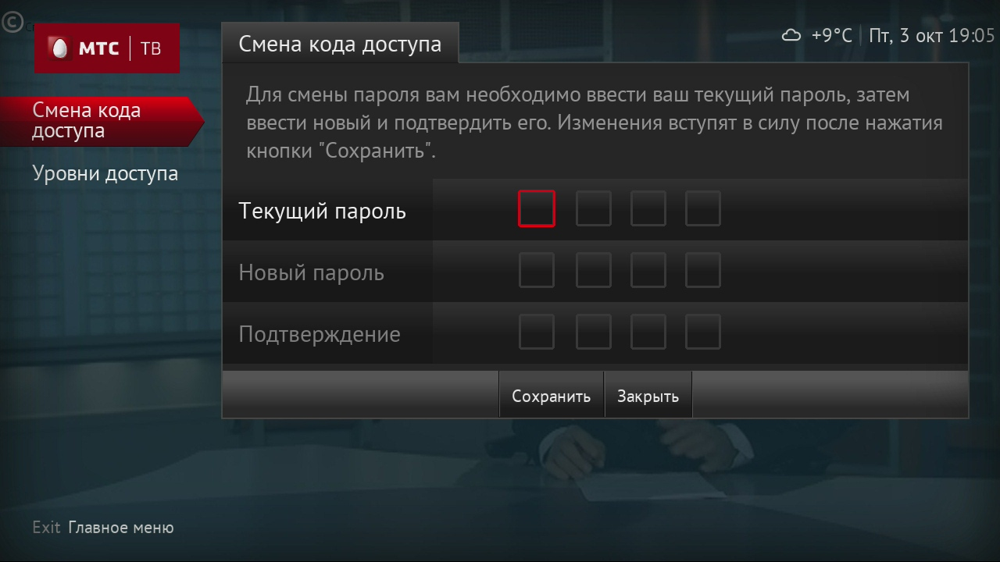 ©
МТС | ТВ
Смена кода доступа
+9°C | Пт, 3 окт 19:05
Смена кода
доступа
Уровни доступа
Для смены пароля вам необходимо ввести ваш текущий пароль, затем
ввести новый и подтвердить его. Изменения вступят в силу после нажатия
кнопки "Сохранить".
Текущий пароль
Новый пароль
Подтверждение
Сохранить Закрыть
Exit Главное меню